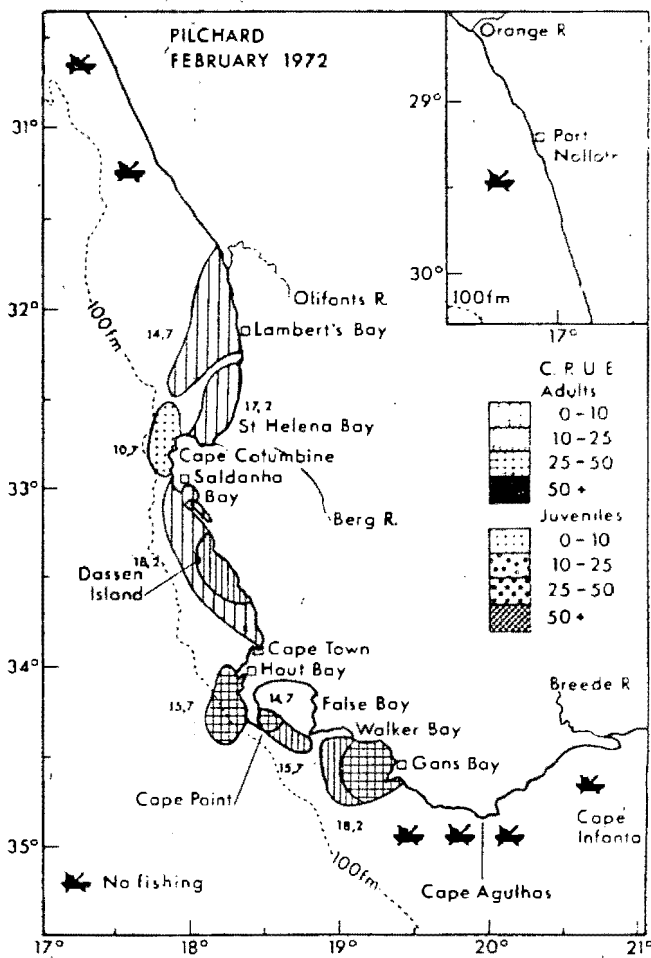 PILCHARD
FEBRUARY 1972
31°
32°
33°
34°
35°
17°
18°
19°
20°
21°
Orange R
29°
Port
Nolloth
30°
100fm
17°
100fm
Olifants R.
14,7
Lambert's Bay
17,2
St Helena Bay
10,7
Cape Columbine
Saldanha
Bay
Berg R.
18,2
Dassen
Island
Cape Town
Hout Bay
15,7
14,7
False Bay
Walker Bay
Gans Bay
15,7
Cape Point
18,2
Breede R
Cape
Infanta
Cape Agulhas
100fm
No fishing
C. P. U E
Adults
0-10
10-25
25-50
50+
Juveniles
0-10
10-25
25-50
50+